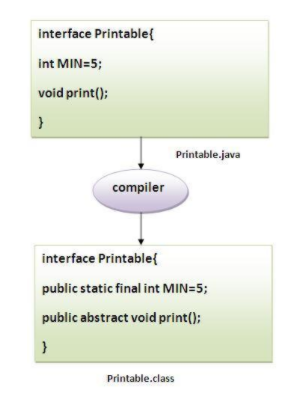 interface Printable{
int MIN=5;
void print();
}
Printable.java
compiler
interface Printable{
public static final int MIN=5;
public abstract void print();
}
Printable.class